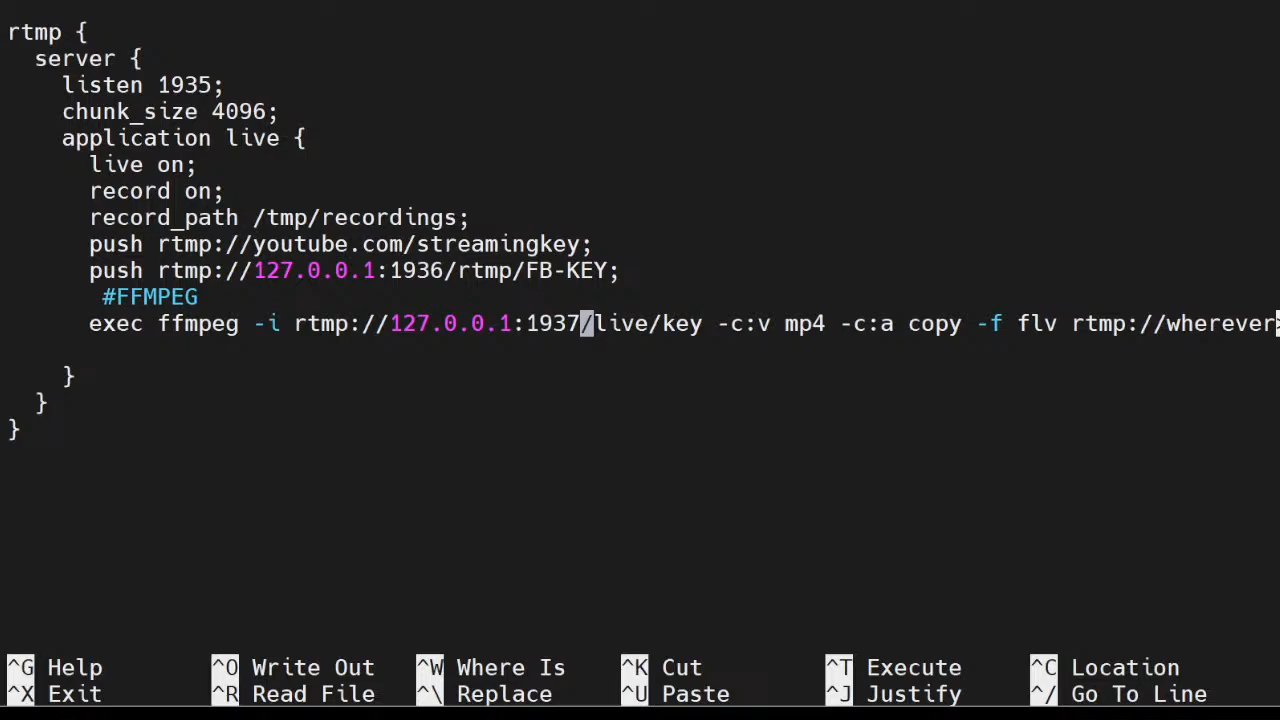 rtmp {
server {
listen 1935;
chunk_size 4096;
application live {
live on;
record on;
record_path /tmp/recordings;
push rtmp://youtube.com/streamingkey;
push rtmp://127.0.0.1:1936/rtmp/FB-KEY;
#FFMPEG
exec ffmpeg -i rtmp://127.0.0.1:1937/live/key -c:v mp4 -c:a copy -f flv rtmp://wherever>
}
}
}
^G Help ^O Write Out ^W Where Is ^K Cut ^T Execute ^C Location
^X Exit ^R Read File ^\ Replace ^U Paste ^J Justify ^/ Go To Line